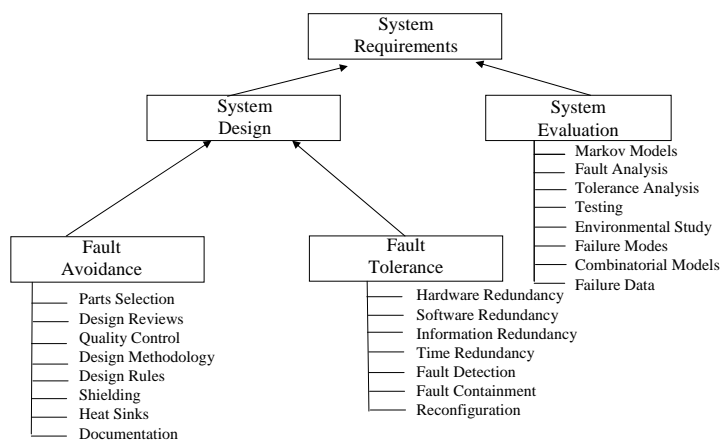 System
Requirements
System
Design
System
Evaluation
Markov Models
Fault Analysis
Tolerance Analysis
Testing
Environmental Study
Failure Modes
Combinatorial Models
Failure Data
Fault
Avoidance
Parts Selection
Design Reviews
Quality Control
Design Methodology
Design Rules
Shielding
Heat Sinks
Documentation
Fault
Tolerance
Hardware Redundancy
Software Redundancy
Information Redundancy
Time Redundancy
Fault Detection
Fault Containment
Reconfiguration